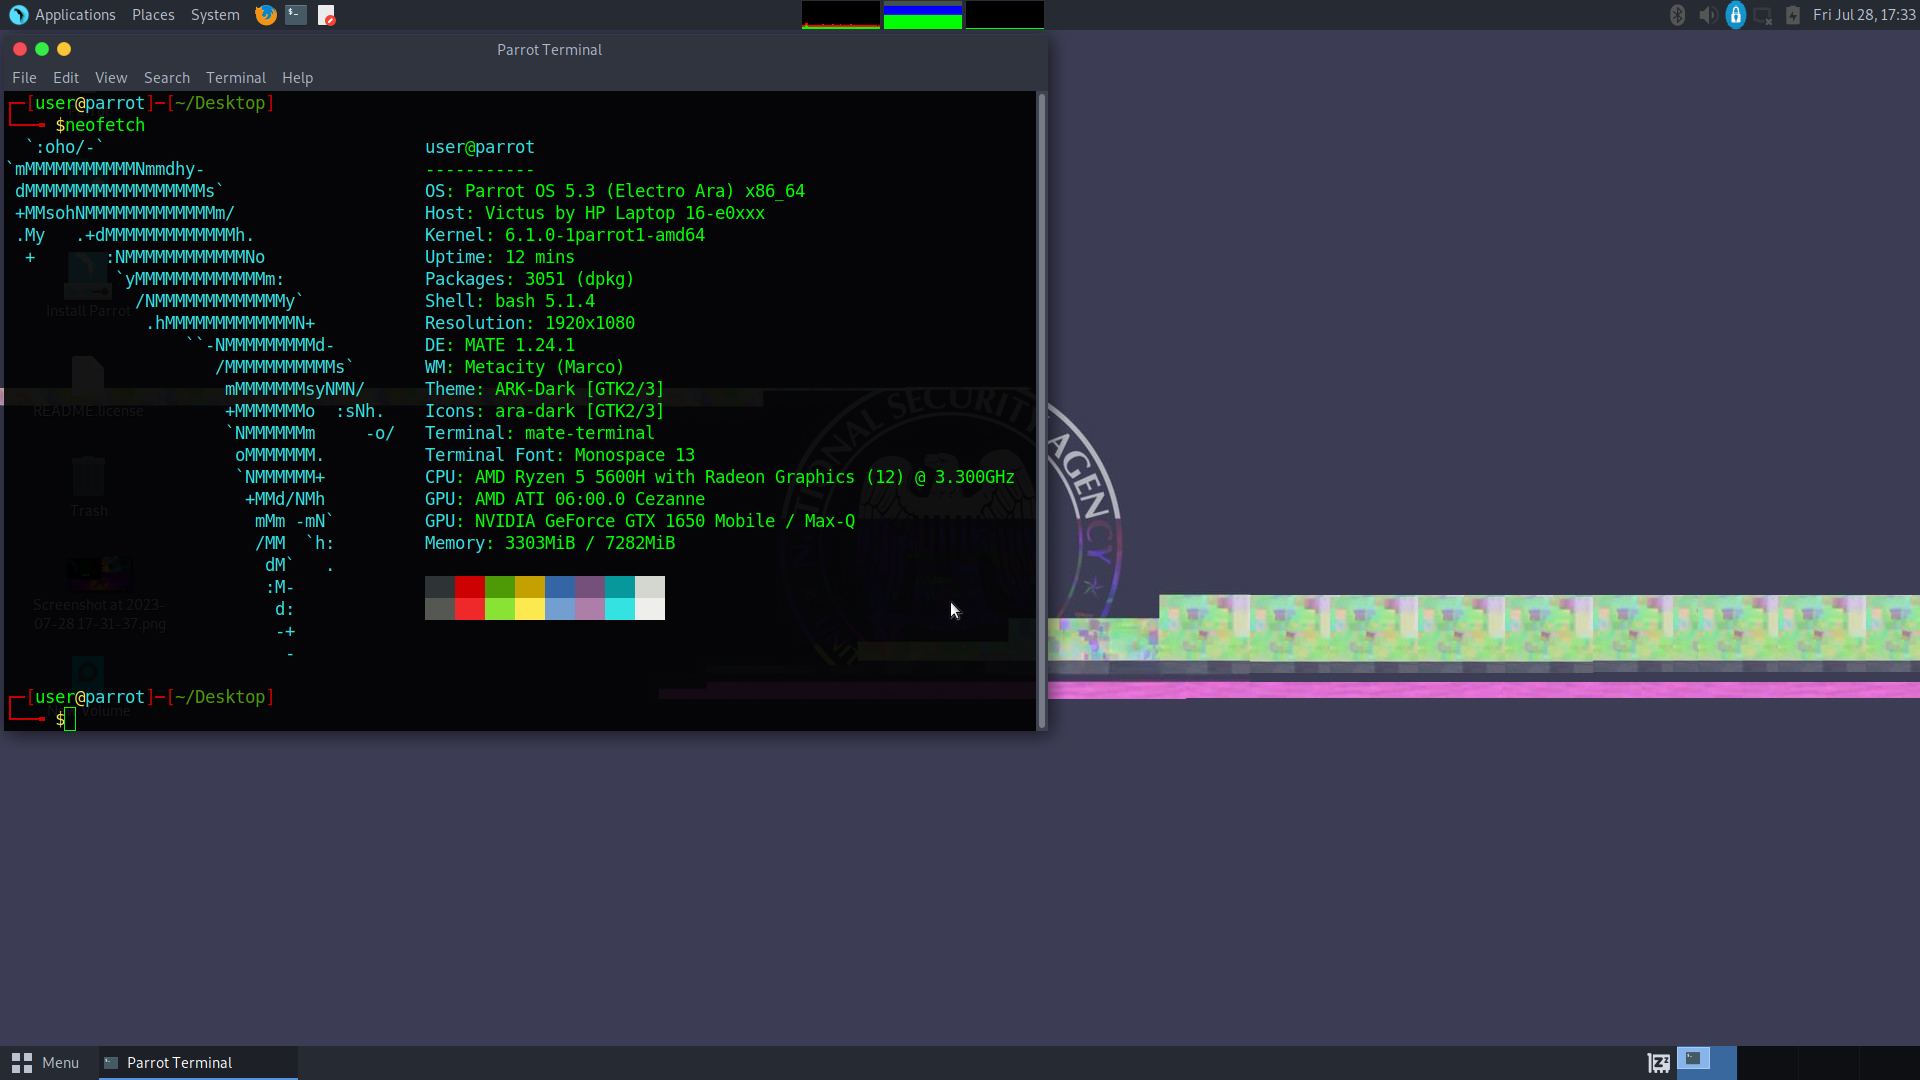 Applications Places System Fri Jul 28, 17:33
Parrot Terminal
File Edit View Search Terminal Help
┌─[user@parrot]─[~/Desktop]
└──╼ $neofetch
`:oho/-` user@parrot
`mMMMMMMMMMMMNmmdhy- -----------
dMMMMMMMMMMMMMMMMMMs` OS: Parrot OS 5.3 (Electro Ara) x86_64
+MMsohNMMMMMMMMMMMMMm/ Host: Victus by HP Laptop 16-e0xxx
.My   .+dMMMMMMMMMMMMMh. Kernel: 6.1.0-1parrot1-amd64
+       :NMMMMMMMMMMMMNo Uptime: 12 mins
`yMMMMMMMMMMMMMm: Packages: 3051 (dpkg)
/NMMMMMMMMMMMMMy` Shell: bash 5.1.4
.hMMMMMMMMMMMMMN+ Resolution: 1920x1080
``-NMMMMMMMMMd- DE: MATE 1.24.1
/MMMMMMMMMMMs` WM: Metacity (Marco)
mMMMMMMMsyNMN/ Theme: ARK-Dark [GTK2/3]
+MMMMMMMo  :sNh. Icons: ara-dark [GTK2/3]
`NMMMMMMm     -o/ Terminal: mate-terminal
oMMMMMMM. Terminal Font: Monospace 13
`NMMMMMM+ CPU: AMD Ryzen 5 5600H with Radeon Graphics (12) @ 3.300GHz
+MMd/NMh GPU: AMD ATI 06:00.0 Cezanne
mMm -mN` GPU: NVIDIA GeForce GTX 1650 Mobile / Max-Q
/MM  `h: Memory: 3303MiB / 7282MiB
dM`   .
:M-
d:
-+
-
┌─[user@parrot]─[~/Desktop]
└──╼ $
Install Parrot
README.license
Trash
Screenshot at 2023-
07-28 17-31-37.png
Volume
NATIONAL SECURITY AGENCY
Menu Parrot Terminal